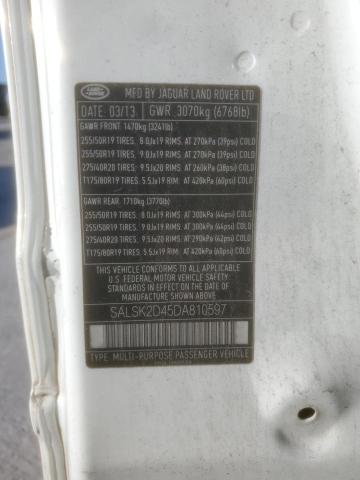 LAND ROVER
MFD BY JAGUAR LAND ROVER LTD
DATE: 03/13 GWR 3070kg (6768lb)
GAWR FRONT: 1470kg (3241lb)
255/50R19 TIRES, 8.0Jx19 RIMS, AT 270kPa (39psi) COLD
255/50R19 TIRES, 9.0Jx19 RIMS, AT 270kPa (39psi) COLD
275/40R20 TIRES, 9.5Jx20 RIMS, AT 260kPa (38psi) COLD
T175/80R19 TIRES, 5.5Jx19 RIMS, AT 420kPa (60psi) COLD
GAWR REAR: 1710kg (3770lb)
255/50R19 TIRES, 8.0Jx19 RIMS, AT 300kPa (44psi) COLD
255/50R19 TIRES, 9.0Jx19 RIMS, AT 300kPa (44psi) COLD
275/40R20 TIRES, 9.5Jx20 RIMS, AT 290kPa (42psi) COLD
T175/80R19 TIRES, 5.5Jx19 RIMS, AT 420kPa (60psi) COLD
THIS VEHICLE CONFORMS TO ALL APPLICABLE
U.S FEDERAL MOTOR VEHICLE SAFETY
STANDARDS IN EFFECT ON THE DATE OF
MANUFACTURE SHOWN ABOVE
SALSK2D45DA810597
TYPE: MULTI-PURPOSE PASSENGER VEHICLE